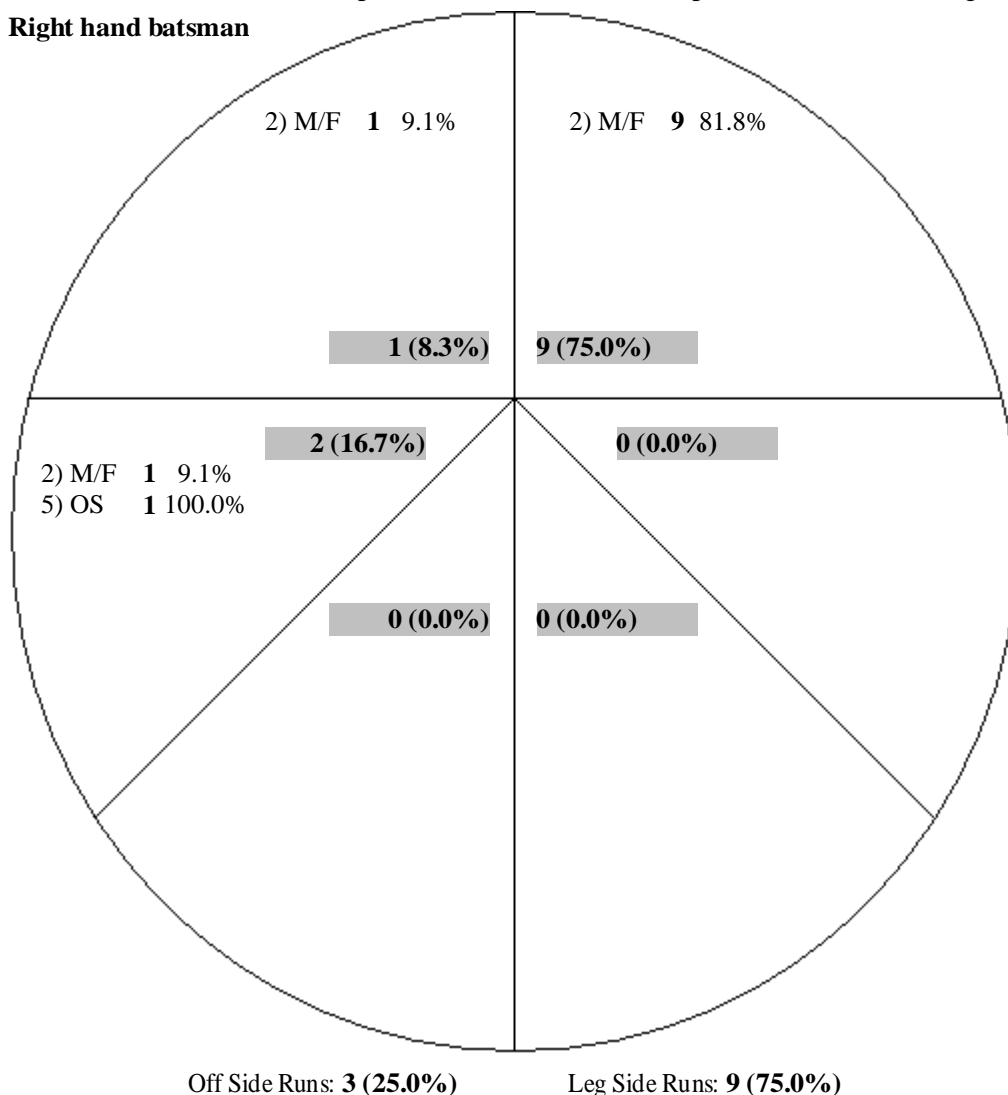 Right hand batsman
2) M/F 1 9.1% 2) M/F 9 81.8%
1 (8.3%) 9 (75.0%)
2 (16.7%) 0 (0.0%)
2) M/F 1 9.1%
5) OS 1 100.0%
0 (0.0%) 0 (0.0%)
Off Side Runs: 3 (25.0%) Leg Side Runs: 9 (75.0%)